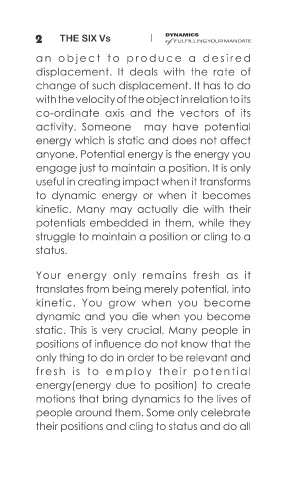 2 THE SIX Vs | DYNAMICS
of FULFILLING YOUR MANDATE
an object to produce a desired
displacement. It deals with the rate of
change of such displacement. It has to do
with the velocity of the object in relation to its
co-ordinate axis and the vectors of its
activity. Someone may have potential
energy which is static and does not affect
anyone. Potential energy is the energy you
engage just to maintain a position. It is only
useful in creating impact when it transforms
to dynamic energy or when it becomes
kinetic. Many may actually die with their
potentials embedded in them, while they
struggle to maintain a position or cling to a
status.
Your energy only remains fresh as it
translates from being merely potential, into
kinetic. You grow when you become
dynamic and you die when you become
static. This is very crucial. Many people in
positions of influence do not know that the
only thing to do in order to be relevant and
fresh is to employ their potential
energy(energy due to position) to create
motions that bring dynamics to the lives of
people around them. Some only celebrate
their positions and cling to status and do all